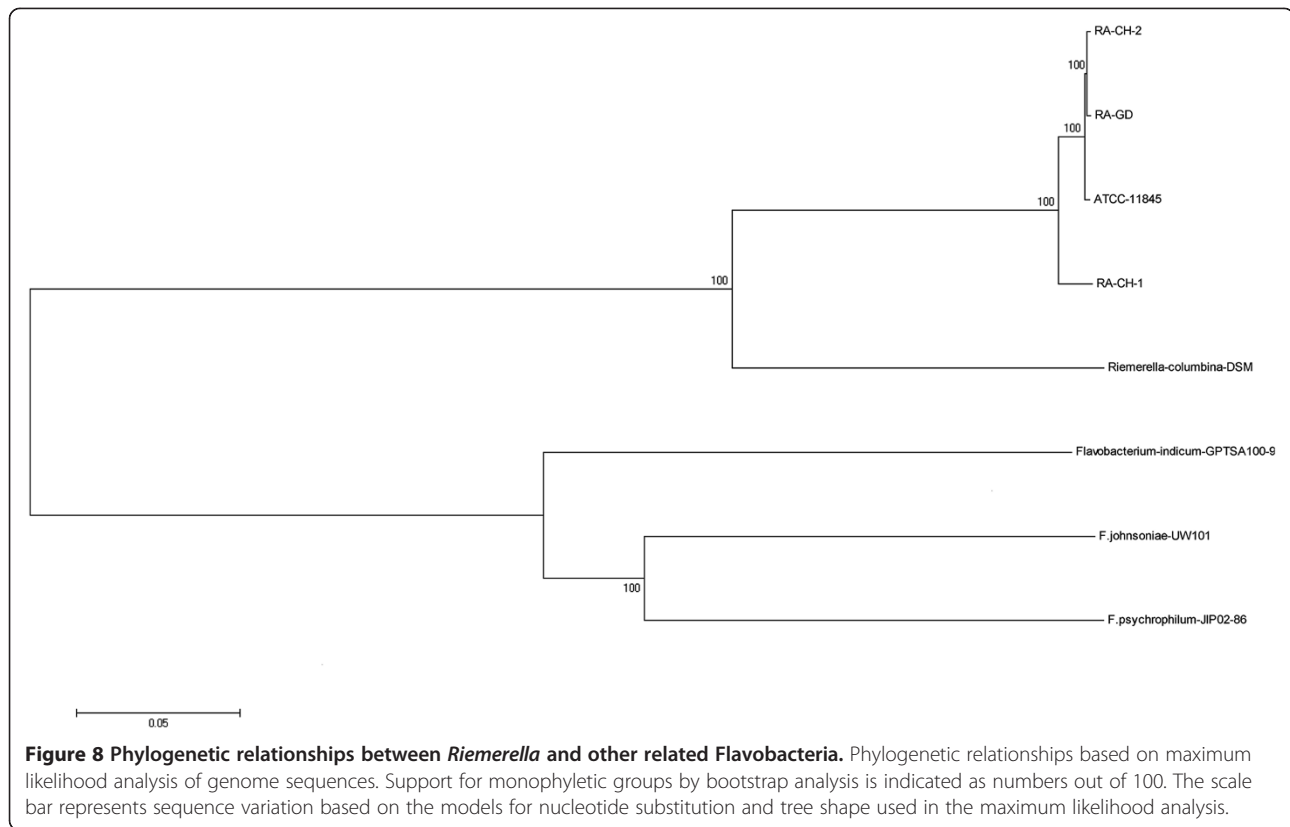 RA-CH-2
100
RA-GD
100
ATCC-11845
100
RA-CH-1
100
Riemerella-columbina-DSM
Flavobacterium-indicum-GPTSA100-9
F.johnsoniae-UW101
100
F.psychrophilum-JIP02-86
0.05
Figure 8 Phylogenetic relationships between Riemerella and other related Flavobacteria. Phylogenetic relationships based on maximum
likelihood analysis of genome sequences. Support for monophyletic groups by bootstrap analysis is indicated as numbers out of 100. The scale
bar represents sequence variation based on the models for nucleotide substitution and tree shape used in the maximum likelihood analysis.